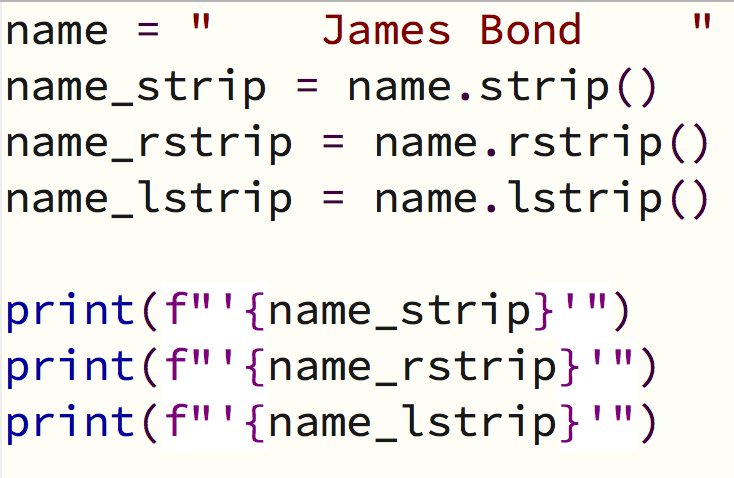 name = "    James Bond    "
name_strip = name.strip()
name_rstrip = name.rstrip()
name_lstrip = name.lstrip()

print(f"'{name_strip}'")
print(f"'{name_rstrip}'")
print(f"'{name_lstrip}'")